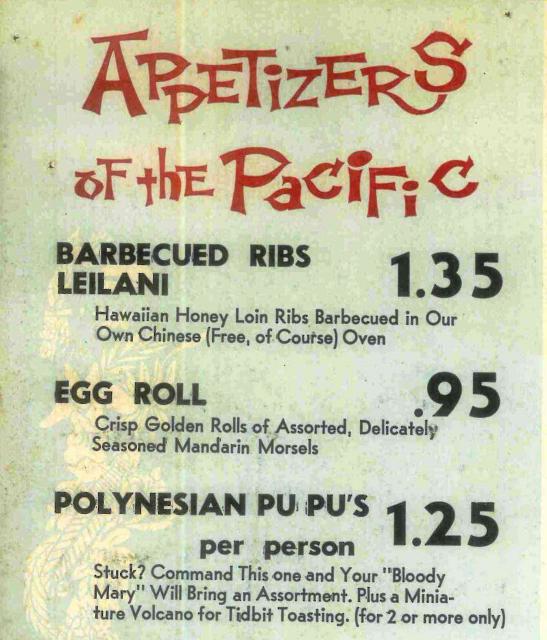 APPETIZERS
OF the PaciFic
BARBECUED RIBS
LEILANI
1.35
Hawaiian Honey Loin Ribs Barbecued in Our
Own Chinese (Free, of Course) Oven
EGG ROLL
.95
Crisp Golden Rolls of Assorted, Delicately
Seasoned Mandarin Morsels
POLYNESIAN PU PU'S
1.25
per person
Stuck? Command This one and Your "Bloody
Mary" Will Bring an Assortment. Plus a Minia-
ture Volcano for Tidbit Toasting. (for 2 or more only)